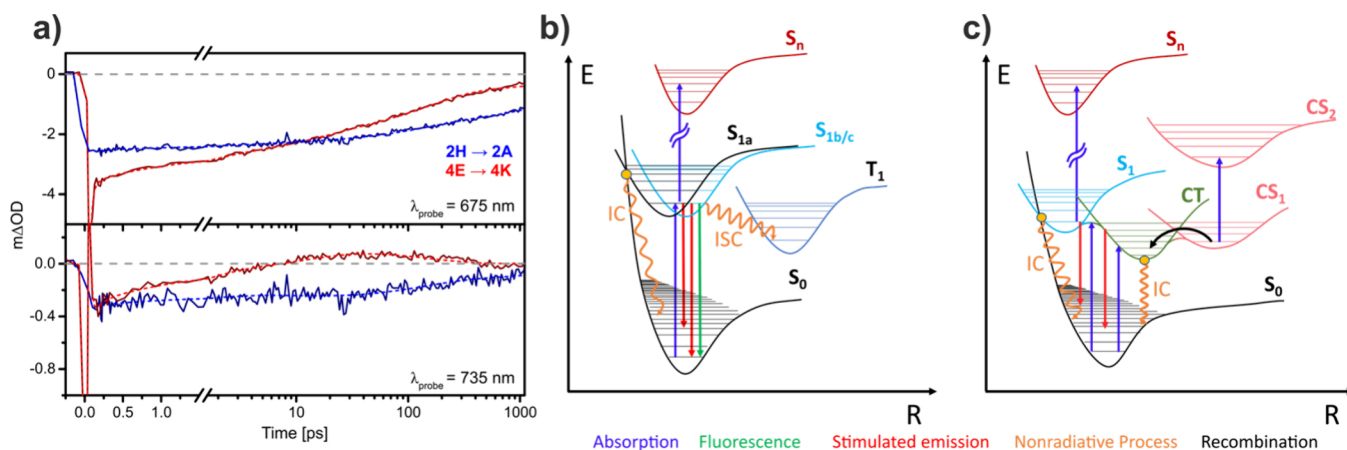 a)
0
-2
-4
2H → 2A
4E → 4K
λprobe = 675 nm
mΔOD
0.0
-0.4
-0.8
λprobe = 735 nm
0.0 0.5 1.0 10 100 1000
Time [ps]
b)
E
Sn
S1a
S1b/c
T1
IC
ISC
S0
R
c)
E
Sn
CS2
S1
CT
CS1
IC
IC
S0
R
Absorption Fluorescence Stimulated emission Nonradiative Process Recombination